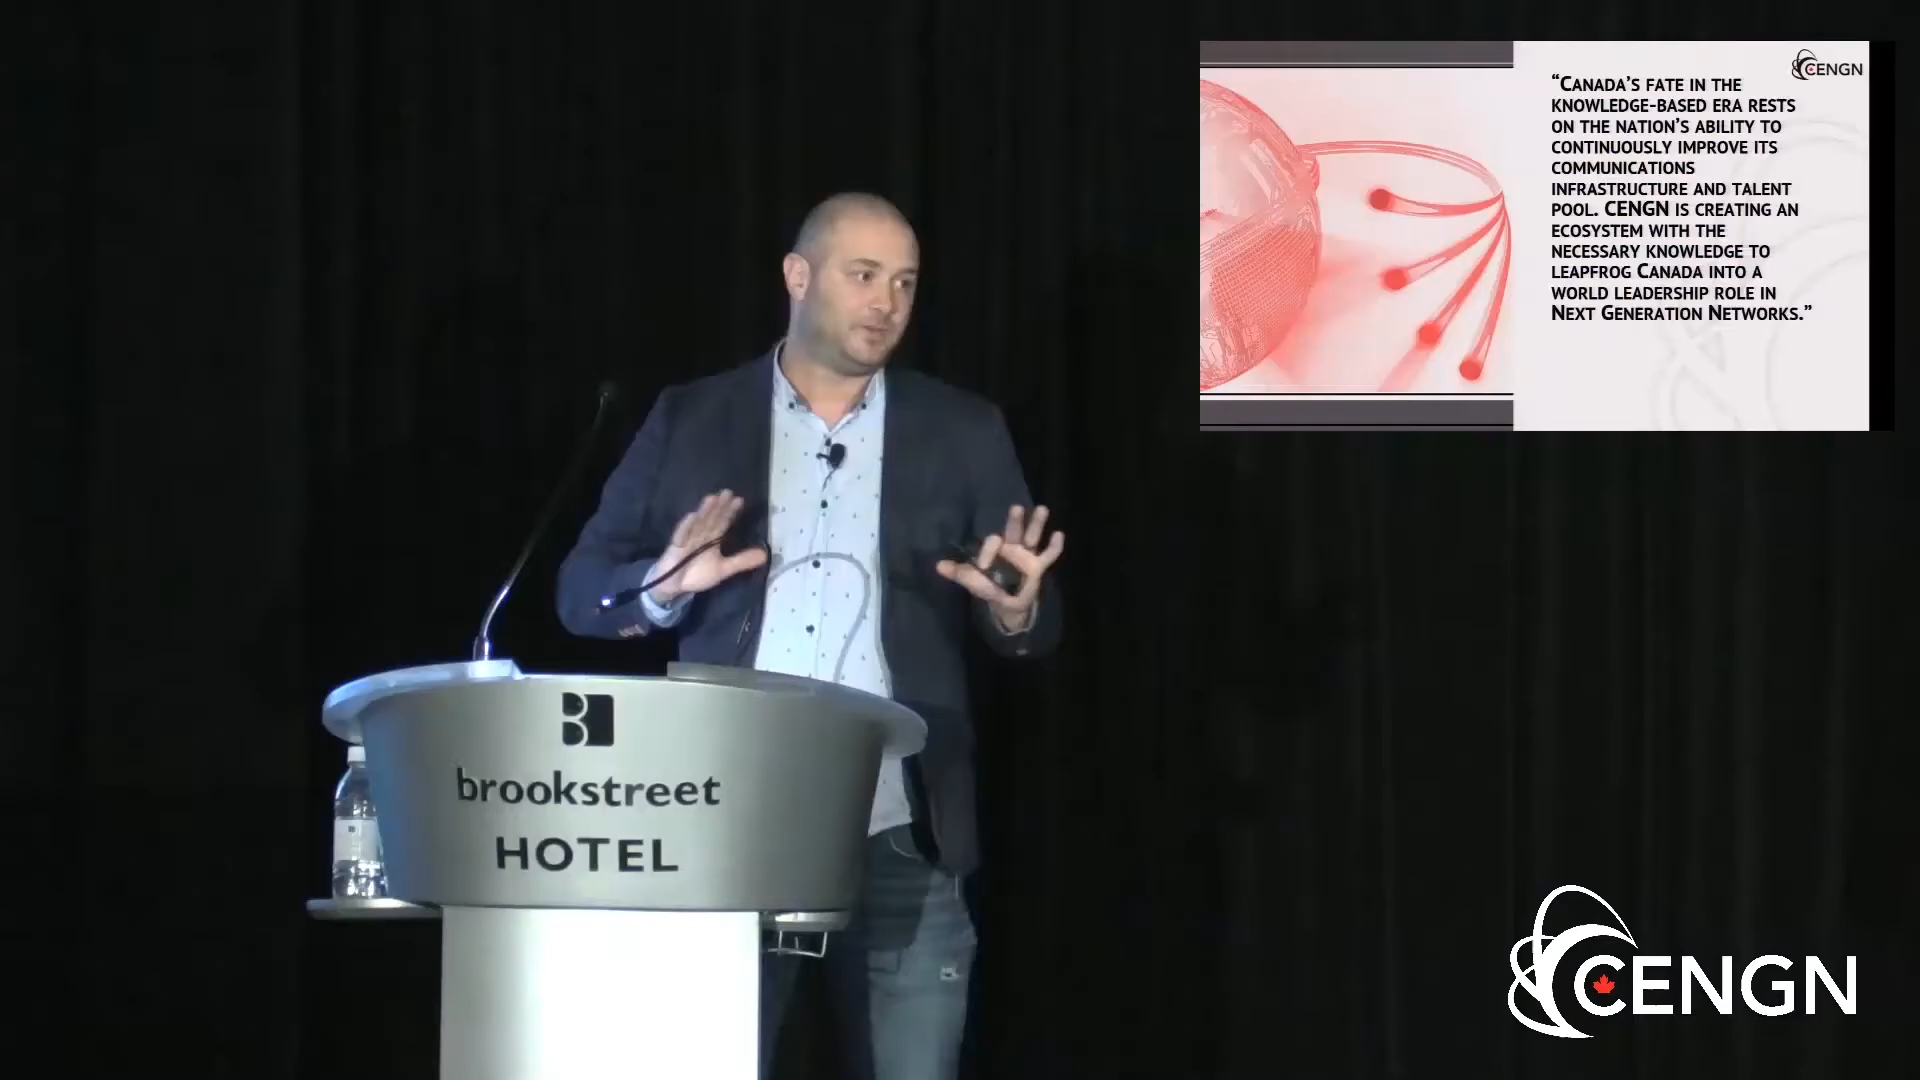 CENGN
“Canada’s fate in the
knowledge-based era rests
on the nation’s ability to
continuously improve its
communications
infrastructure and talent
pool. CENGN is creating an
ecosystem with the
necessary knowledge to
leapfrog Canada into a
world leadership role in
Next Generation Networks.”
B
brookstreet
HOTEL
CENGN